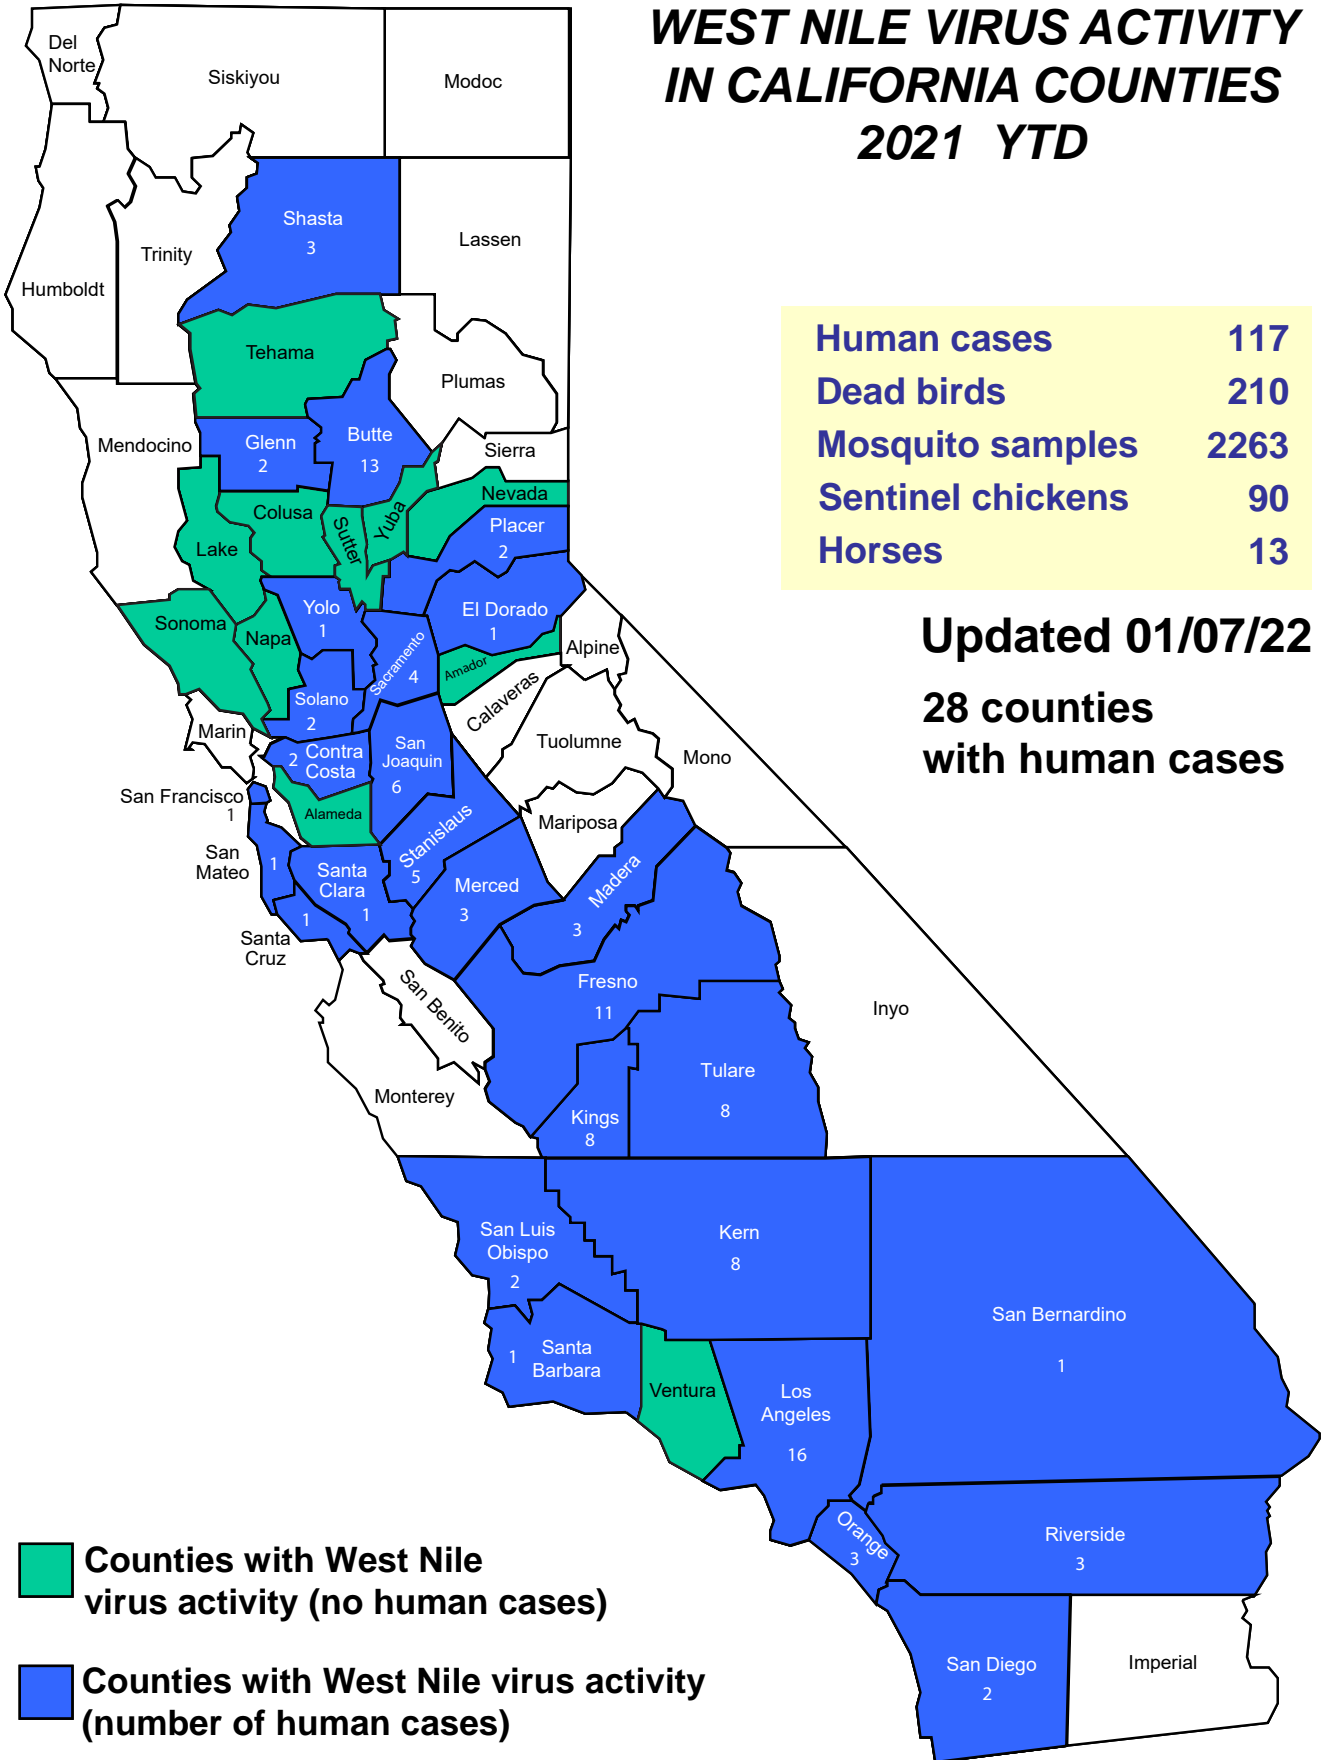 WEST NILE VIRUS ACTIVITY
IN CALIFORNIA COUNTIES
2021 YTD
Del
Norte
Siskiyou
Modoc
Shasta
3
Lassen
Trinity
Humboldt
Human cases 117
Dead birds 210
Mosquito samples 2263
Sentinel chickens 90
Horses 13
Updated 01/07/22
28 counties
with human cases
Tehama
Plumas
Mendocino
Glenn
2
Butte
13
Sierra
Nevada
Colusa
Sutter
Yuba
Placer
2
Lake
Yolo
1
El Dorado
1
Sonoma
Napa
Sacramento
4
Amador
Alpine
Solano
2
Calaveras
Marin
2
Contra
Costa
San
Joaquin
6
Tuolumne
Mono
San Francisco
1
Alameda
Stanislaus
5
Mariposa
San
Mateo
1
Santa
Clara
1
Merced
3
Madera
3
Santa
Cruz
1
San Benito
Fresno
11
Inyo
Monterey
Kings
8
Tulare
8
San Luis
Obispo
2
Kern
8
San Bernardino
1
1
Santa
Barbara
Ventura
Los
Angeles
16
Orange
3
Riverside
3
San Diego
2
Imperial
Counties with West Nile
virus activity (no human cases)
Counties with West Nile virus activity
(number of human cases)